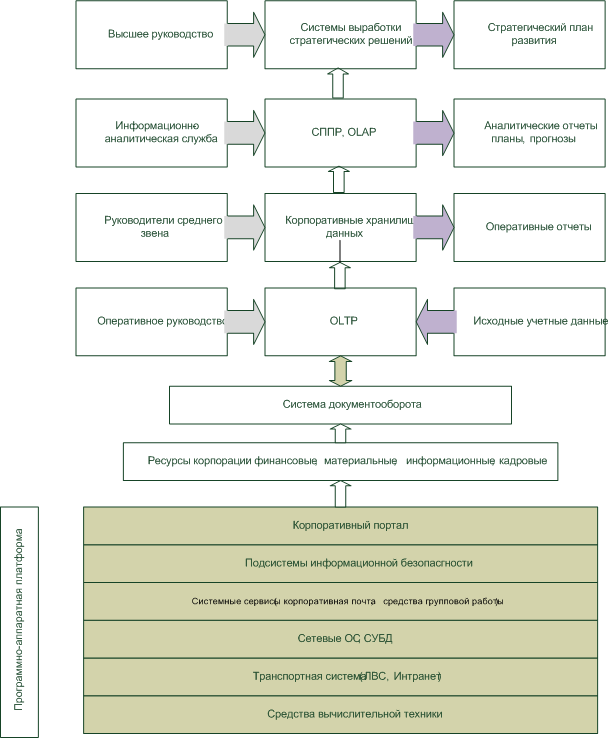 Высшее руководство
Системы выработки
стратегических решений
Стратегический план
развития
Информационно-
аналитическая служба
СППР, OLAP
Аналитические отчеты
планы, прогнозы
Руководители среднего
звена
Корпоративные хранилищ
данных
Оперативные отчеты
Оперативное руководство
OLTP
Исходные учетные данные
Система документооборота
Ресурсы корпорации финансовые, материальные, информационные, кадровые
Программно-аппаратная платформа
Корпоративный портал
Подсистемы информационной безопасности
Системные сервисы(корпоративная почта, средства групповой работы)
Сетевые ОС, СУБД
Транспортная система(ЛВС, Интранет)
Средства вычислительной техники